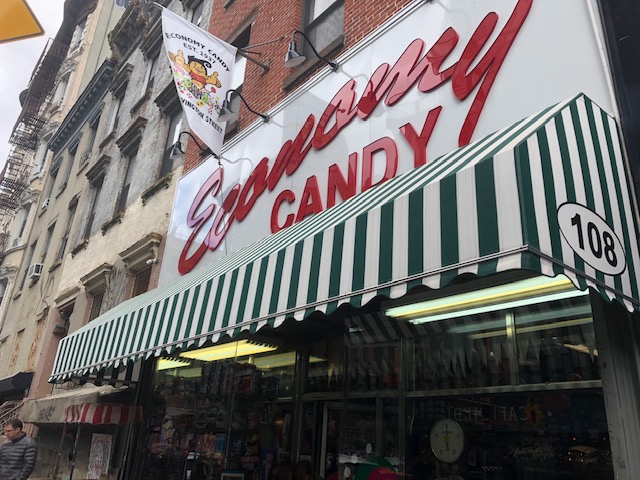 ECONOMY CANDY
EST. 1937
RIVINGTON STREET
Economy
CANDY
108